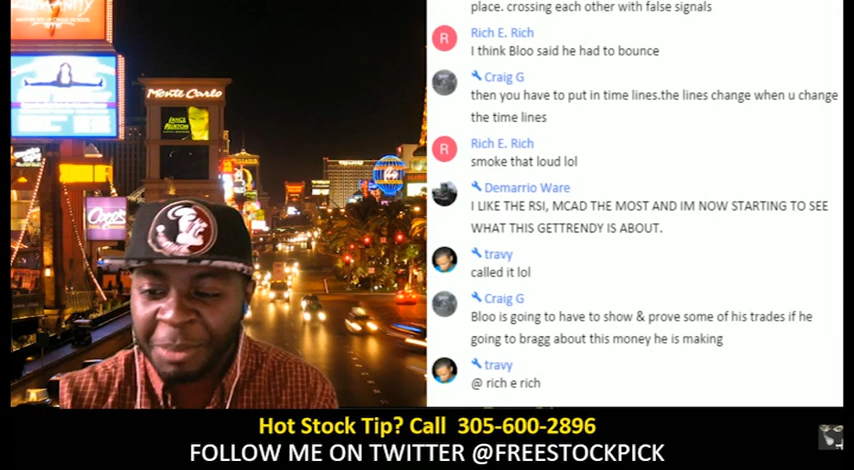 Monte Carlo
place. crossing each other with false signals
Rich E. Rich
I think Bloo said he had to bounce
Craig G
then you have to put in time lines.the lines change when u change
the time lines
Rich E. Rich
smoke that loud lol
Demarrio Ware
I LIKE THE RSI, MCAD THE MOST AND IM NOW STARTING TO SEE
WHAT THIS GETTRENDY IS ABOUT.
travy
called it lol
Craig G
Bloo is going to have to show & prove some of his trades if he
going to bragg about this money he is making
travy
@ rich e rich
Hot Stock Tip? Call 305-600-2896
FOLLOW ME ON TWITTER @FREESTOCKPICK